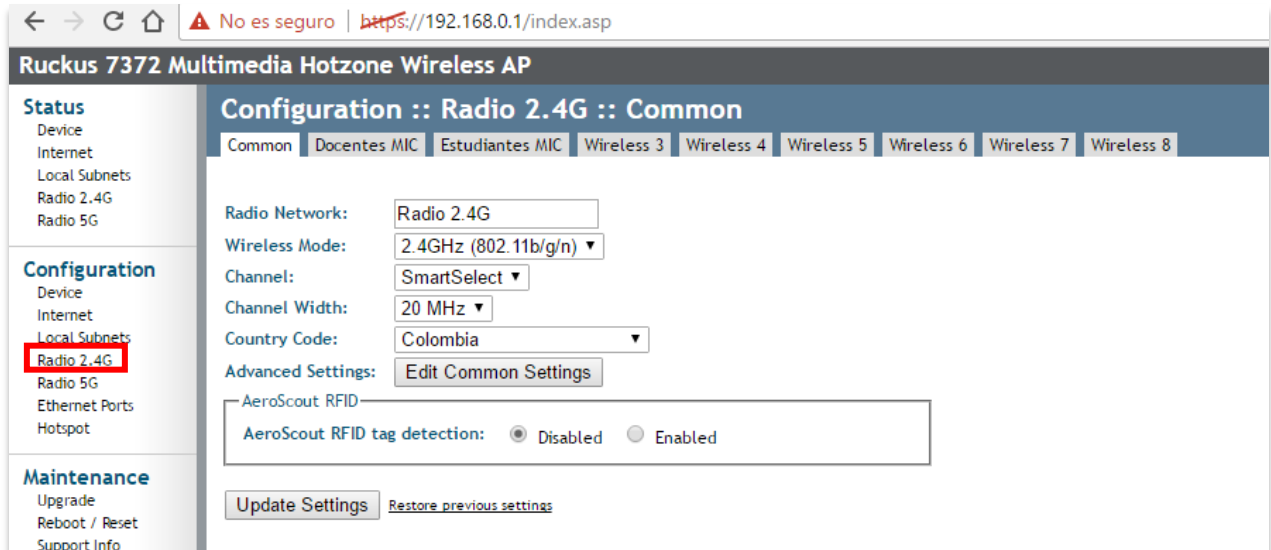 No es seguro | https://192.168.0.1/index.asp
Ruckus 7372 Multimedia Hotzone Wireless AP
Status
Device
Internet
Local Subnets
Radio 2.4G
Radio 5G
Configuration
Device
Internet
Local Subnets
Radio 2.4G
Radio 5G
Ethernet Ports
Hotspot
Maintenance
Upgrade
Reboot / Reset
Support Info
Configuration :: Radio 2.4G :: Common
Common Docentes MIC Estudiantes MIC Wireless 3 Wireless 4 Wireless 5 Wireless 6 Wireless 7 Wireless 8
Radio Network: Radio 2.4G
Wireless Mode: 2.4GHz (802.11b/g/n)
Channel: SmartSelect
Channel Width: 20 MHz
Country Code: Colombia
Advanced Settings: Edit Common Settings
AeroScout RFID
AeroScout RFID tag detection: Disabled Enabled
Update Settings Restore previous settings